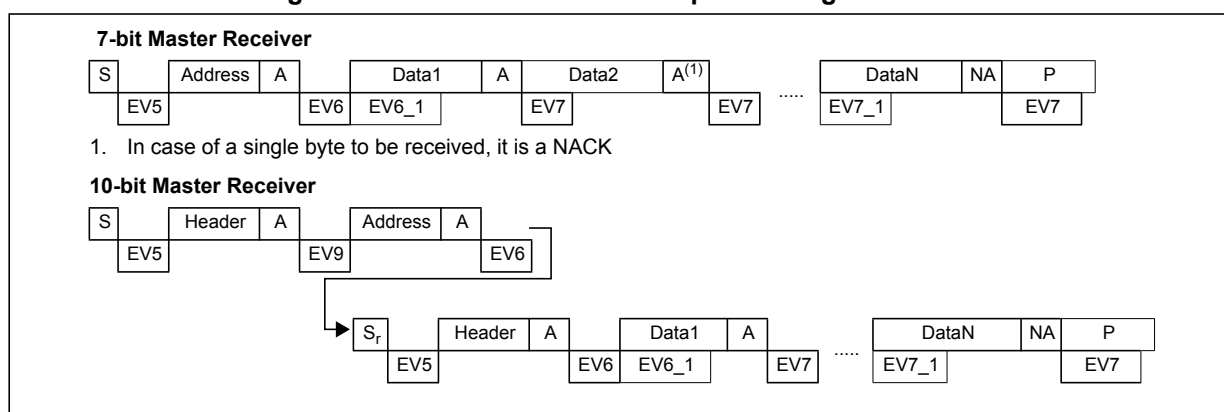 7-bit Master Receiver
S Address A Data1 A Data2 A(1) ..... DataN NA P
EV5 EV6 EV6_1 EV7 EV7 EV7_1 EV7
1. In case of a single byte to be received, it is a NACK
10-bit Master Receiver
S Header A Address A
EV5 EV9 EV6
Sr Header A Data1 A ..... DataN NA P
EV5 EV6 EV6_1 EV7 EV7_1 EV7